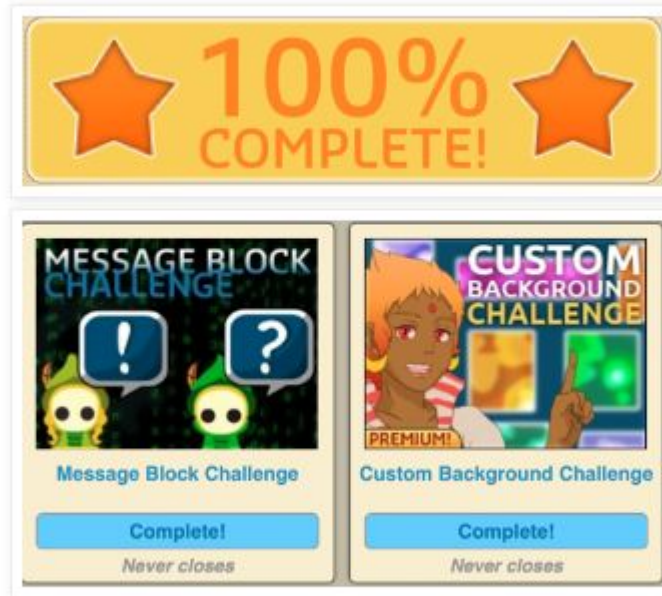 100%
COMPLETE!
MESSAGE BLOCK
CHALLENGE
!
?
Message Block Challenge
Complete!
Never closes
CUSTOM
BACKGROUND
CHALLENGE
PREMIUM!
Custom Background Challenge
Complete!
Never closes